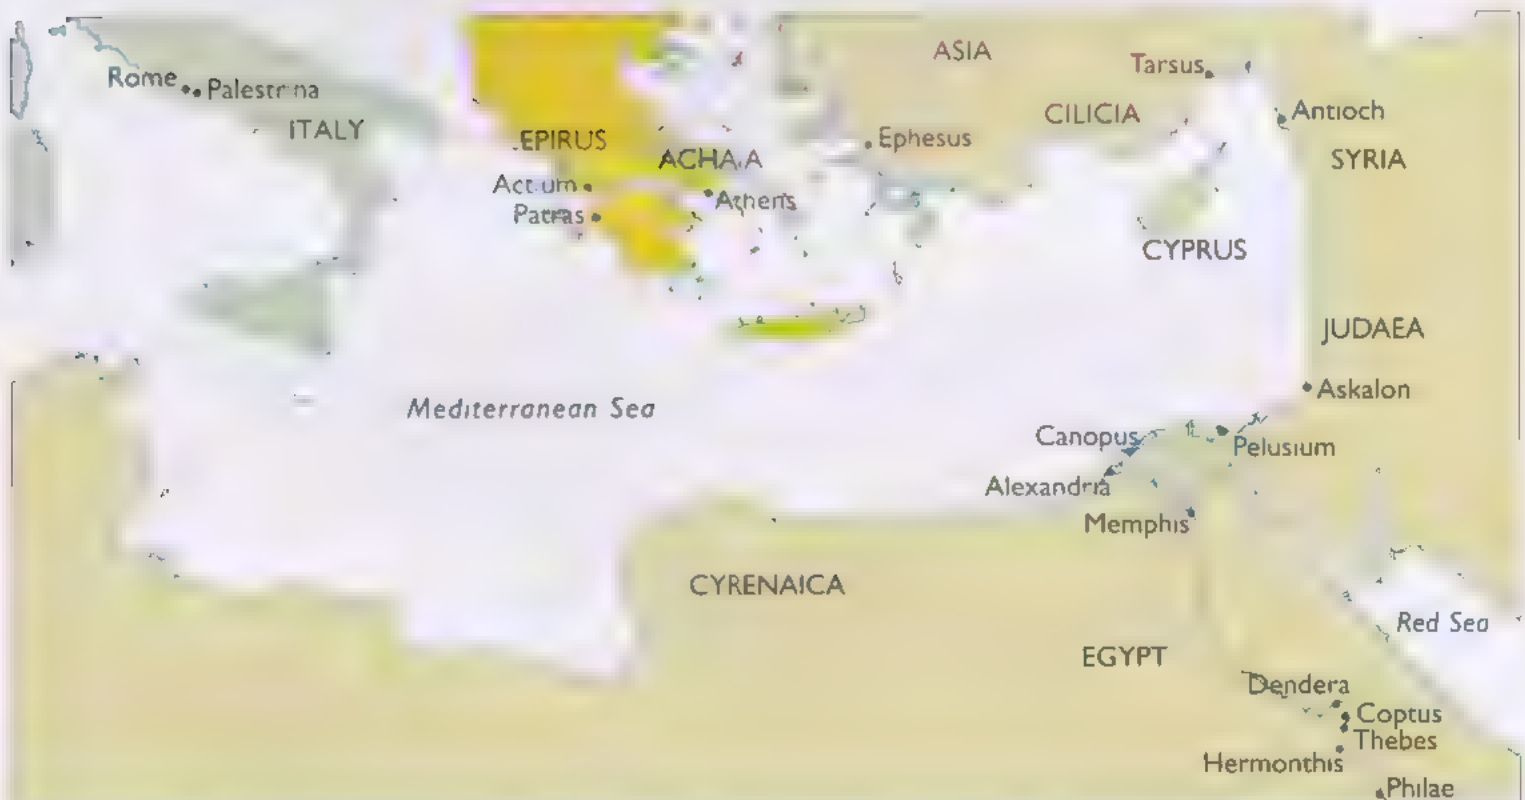 ASIA
Tarsus
Rome
Palestrina
CILICIA
Antioch
ITALY
EPIRUS
Ephesus
ACHAIA
SYRIA
Actium
Athens
Patras
CYPRUS
JUDAEA
Askalon
Mediterranean Sea
Canopus
Pelusium
Alexandria
Memphis
CYRENAICA
Red Sea
EGYPT
Dendera
Coptus
Thebes
Hermonthis
Philae